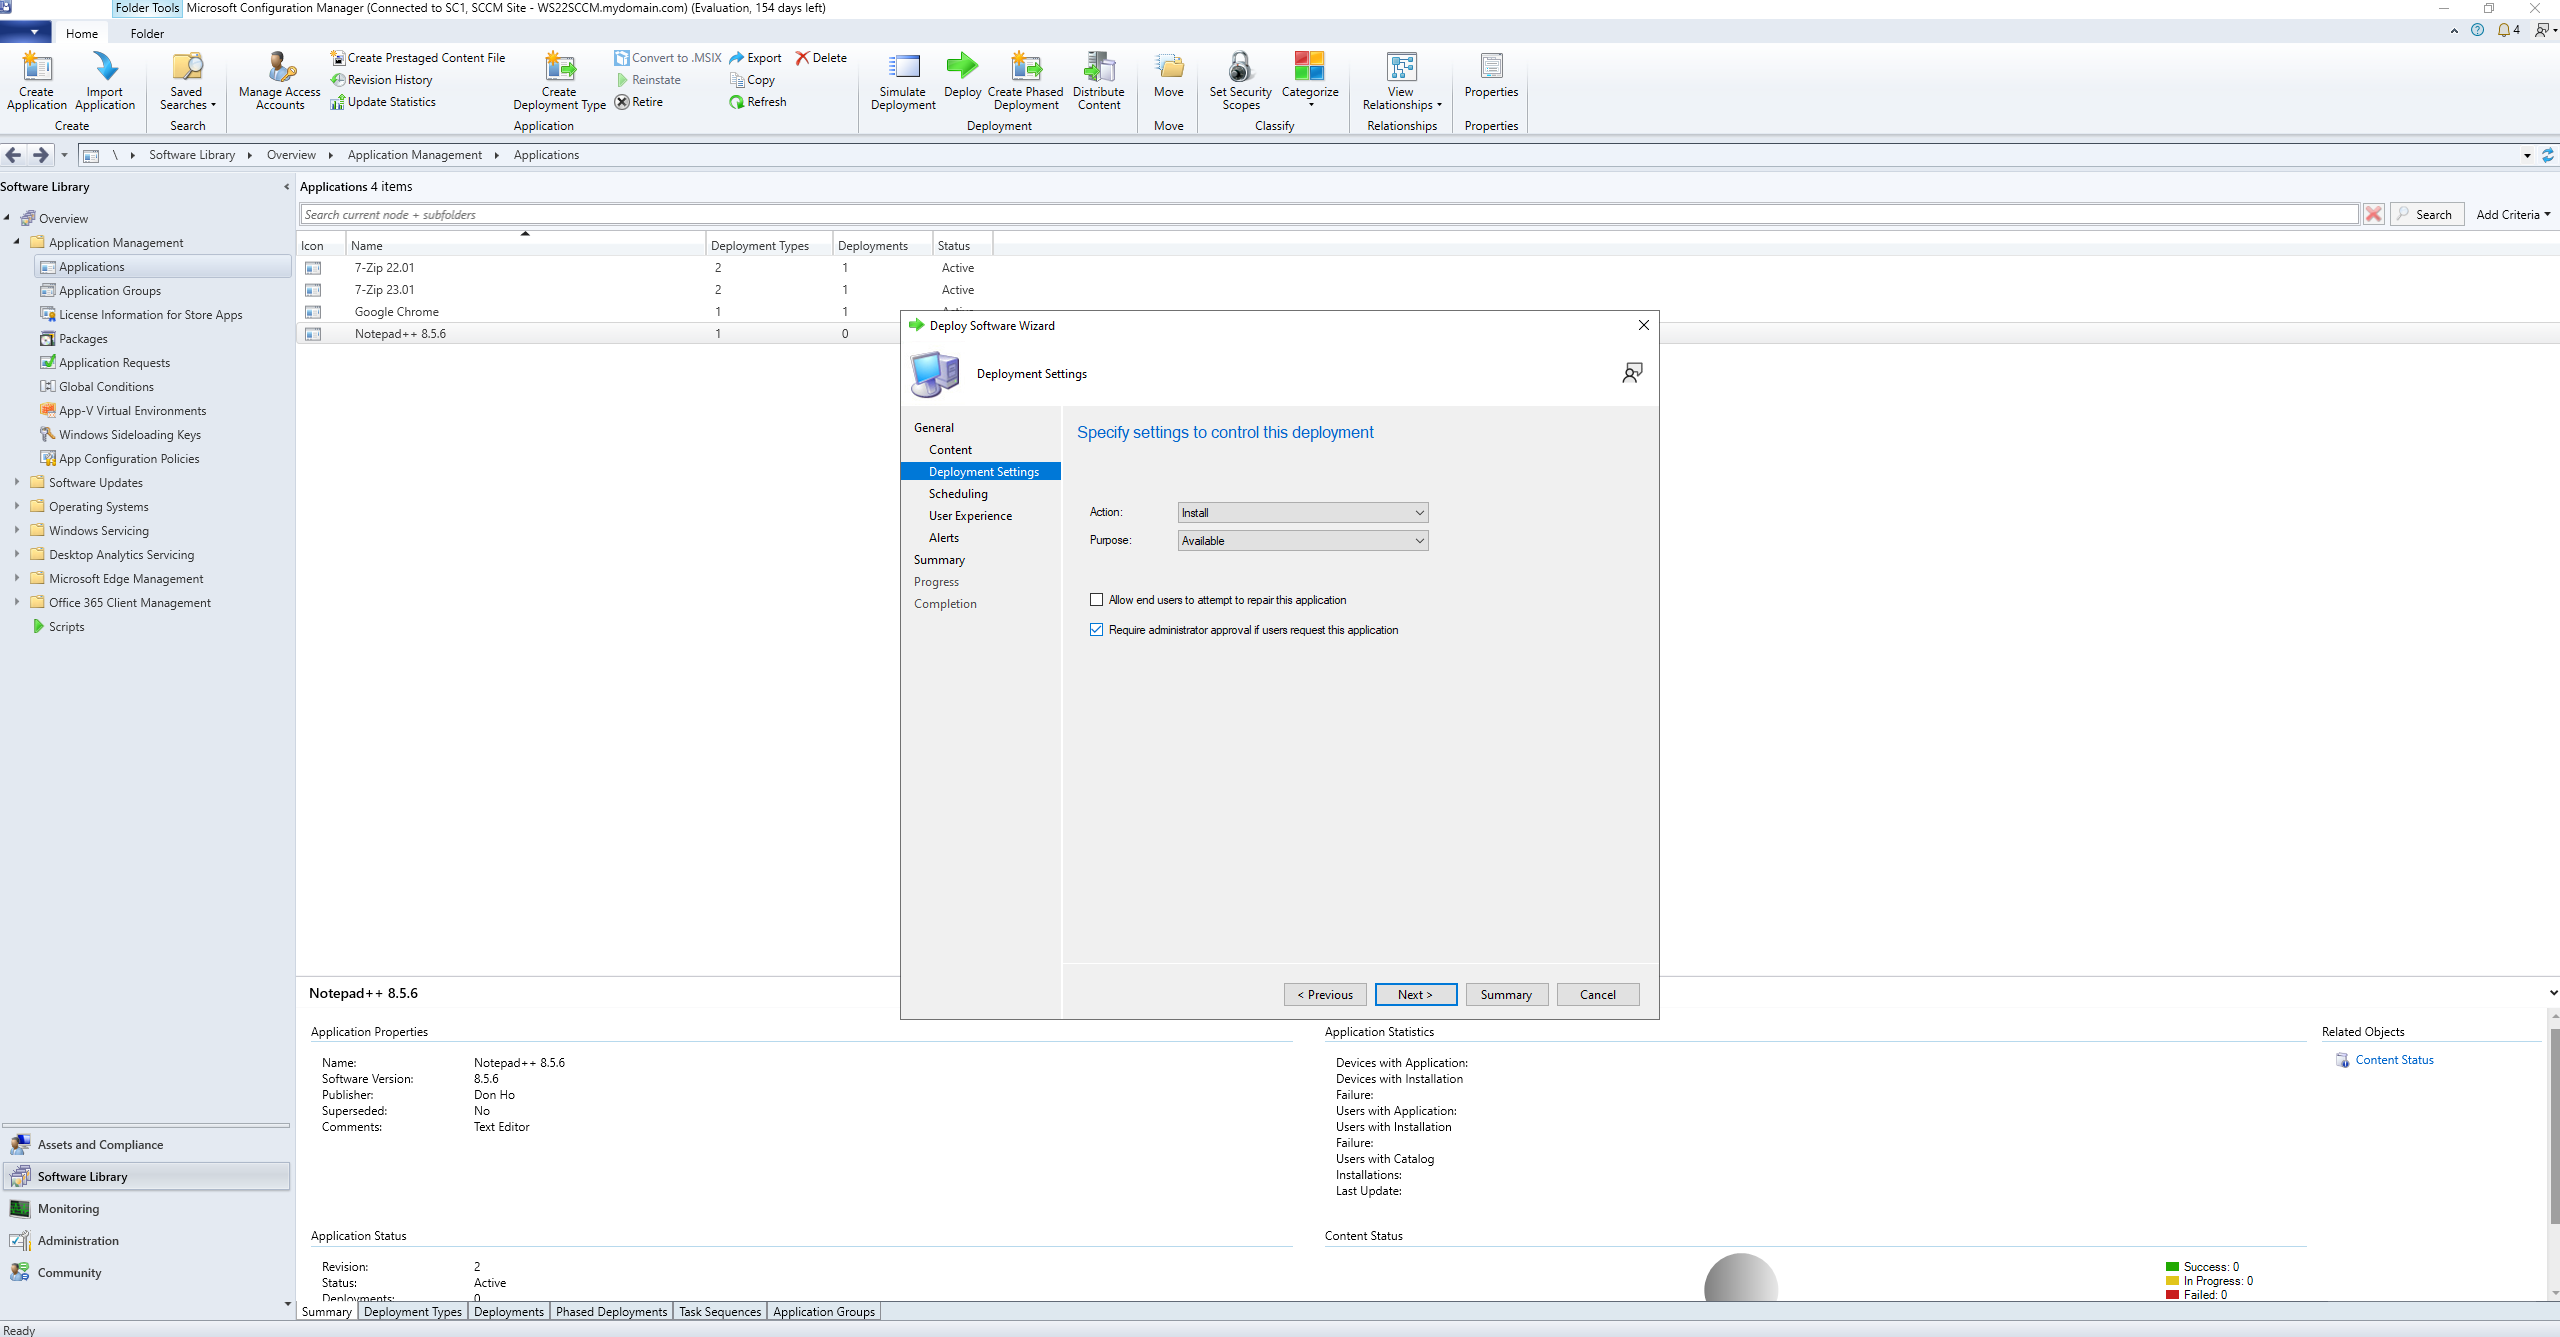 Folder Tools Microsoft Configuration Manager (Connected to SC1, SCCM Site - WS22SCCM.mydomain.com) (Evaluation, 154 days left)
Home Folder
4
Create Application
Import Application
Create
Saved Searches
Search
Manage Access Accounts
Create Prestaged Content File
Revision History
Update Statistics
Create Deployment Type
Convert to .MSIX
Reinstate
Retire
Export
Copy
Refresh
Delete
Application
Simulate Deployment
Deploy
Create Phased Deployment
Distribute Content
Deployment
Move
Move
Set Security Scopes
Categorize
Classify
View Relationships
Relationships
Properties
Properties
\ Software Library Overview Application Management Applications
Software Library
Overview
Application Management
Applications
Application Groups
License Information for Store Apps
Packages
Application Requests
Global Conditions
App-V Virtual Environments
Windows Sideloading Keys
App Configuration Policies
Software Updates
Operating Systems
Windows Servicing
Desktop Analytics Servicing
Microsoft Edge Management
Office 365 Client Management
Scripts
Assets and Compliance
Software Library
Monitoring
Administration
Community
Applications 4 items
Search current node + subfolders
Search Add Criteria
Icon Name Deployment Types Deployments Status
7-Zip 22.01 2 1 Active
7-Zip 23.01 2 1 Active
Google Chrome 1 1
Notepad++ 8.5.6 1 0
Deploy Software Wizard
Deployment Settings
General
Content
Deployment Settings
Scheduling
User Experience
Alerts
Summary
Progress
Completion
Specify settings to control this deployment
Action: Install
Purpose: Available
Allow end users to attempt to repair this application
Require administrator approval if users request this application
< Previous Next > Summary Cancel
Notepad++ 8.5.6
Application Properties
Name: Notepad++ 8.5.6
Software Version: 8.5.6
Publisher: Don Ho
Superseded: No
Comments: Text Editor
Application Statistics
Devices with Application:
Devices with Installation
Failure:
Users with Application:
Users with Installation
Failure:
Users with Catalog
Installations:
Last Update:
Related Objects
Content Status
Application Status
Revision: 2
Status: Active
Deployments: 0
Content Status
Success: 0
In Progress: 0
Failed: 0
Summary Deployment Types Deployments Phased Deployments Task Sequences Application Groups
Ready